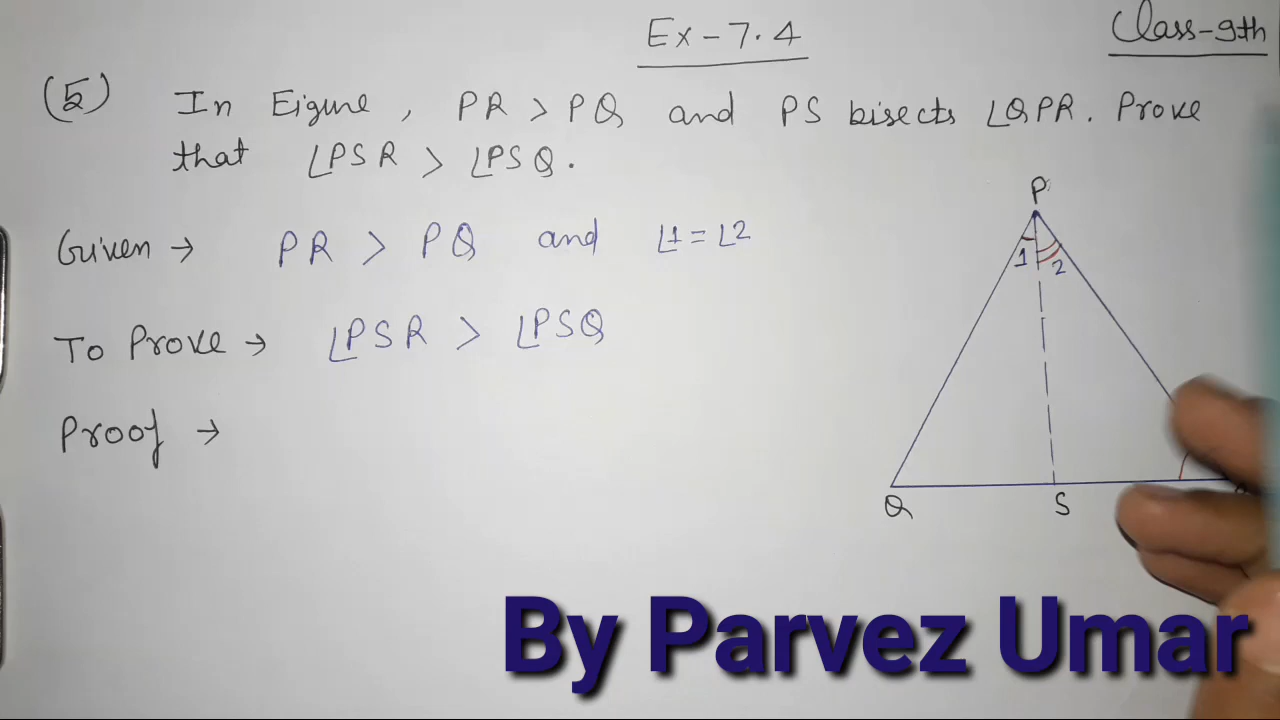 Ex-7.4
Class-9th
(5) In Eigure, PR > PQ and PS bisects ∠QPR. Prove
that ∠PSR > ∠PSQ.
P
Given → PR > PQ and ∠1 = ∠2
1 2
To Prove → ∠PSR > ∠PSQ
Proof →
Q S
By Parvez Umar